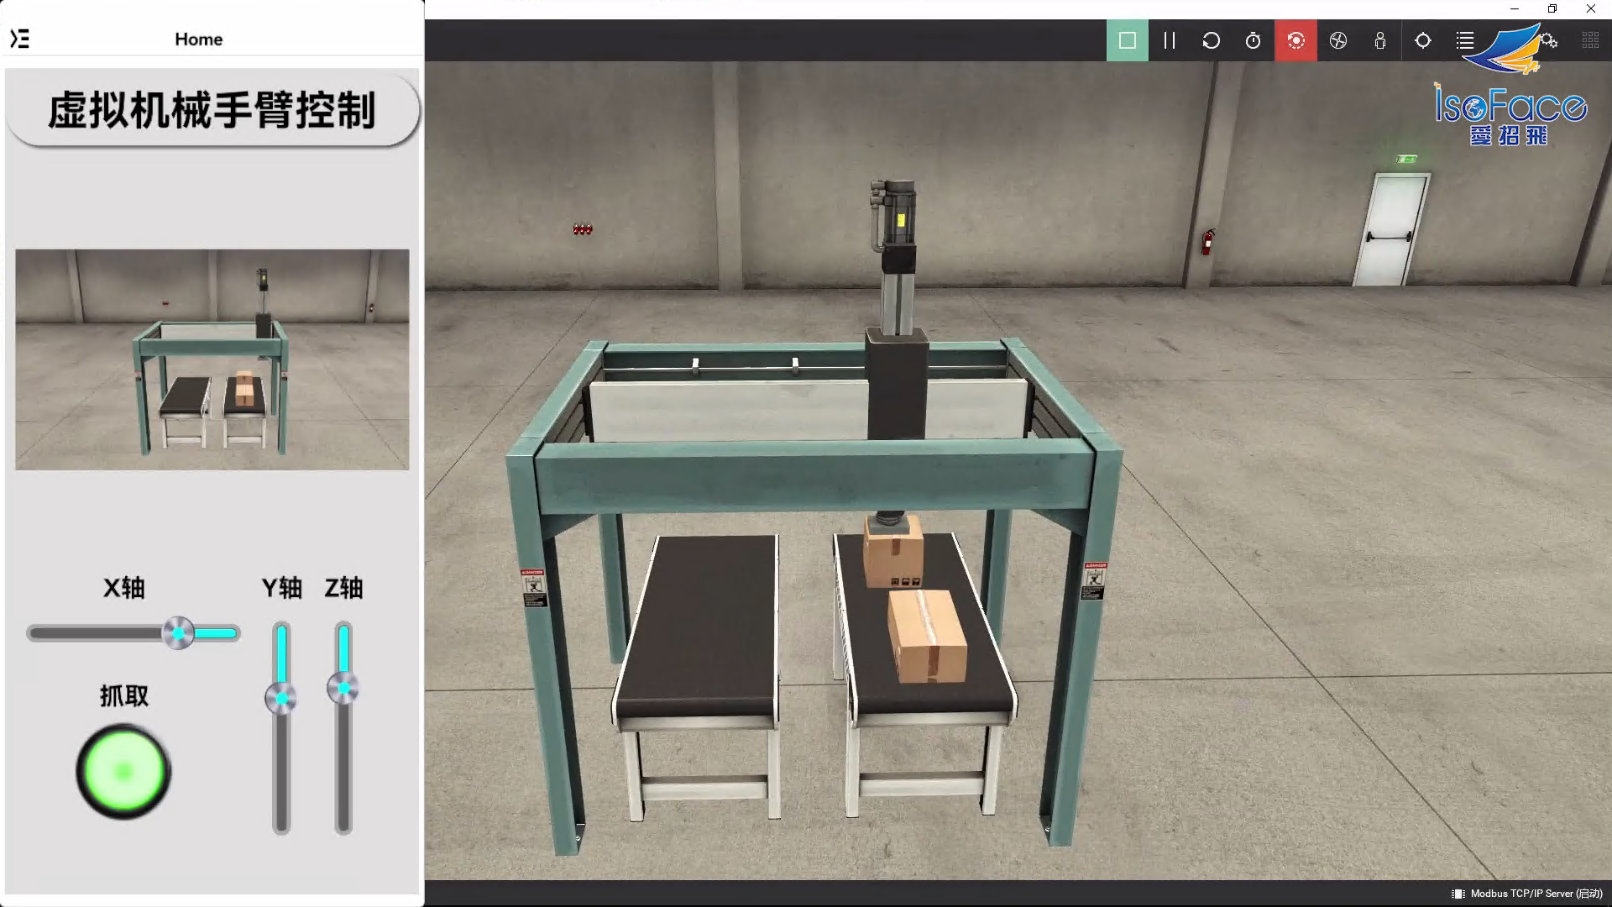 Home
虚拟机械手臂控制
IsoFace
愛招飛
X轴
Y轴
Z轴
抓取
Modbus TCP/IP Server (启动)